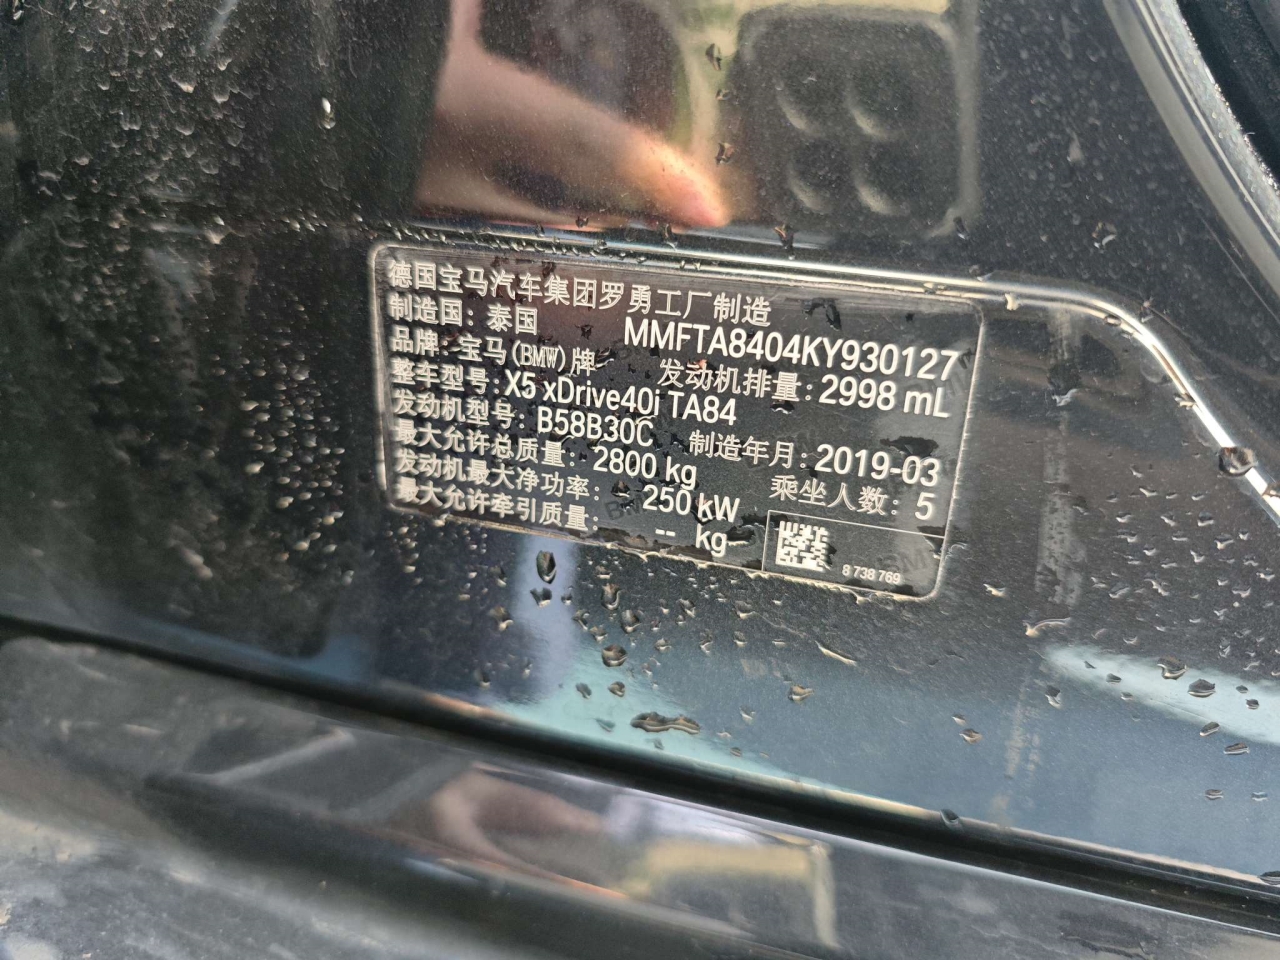 德国宝马汽车集团罗勇工厂制造
制造国: 泰国 MMFTA8404KY930127
品牌: 宝马(BMW)牌 发动机排量: 2998 mL
整车型号: X5 xDrive40i TA84
发动机型号: B58B30C 制造年月: 2019-03
最大允许总质量: 2800 kg 乘坐人数: 5
发动机最大净功率: 250 kW
最大允许牵引质量: -- kg
8 738 769